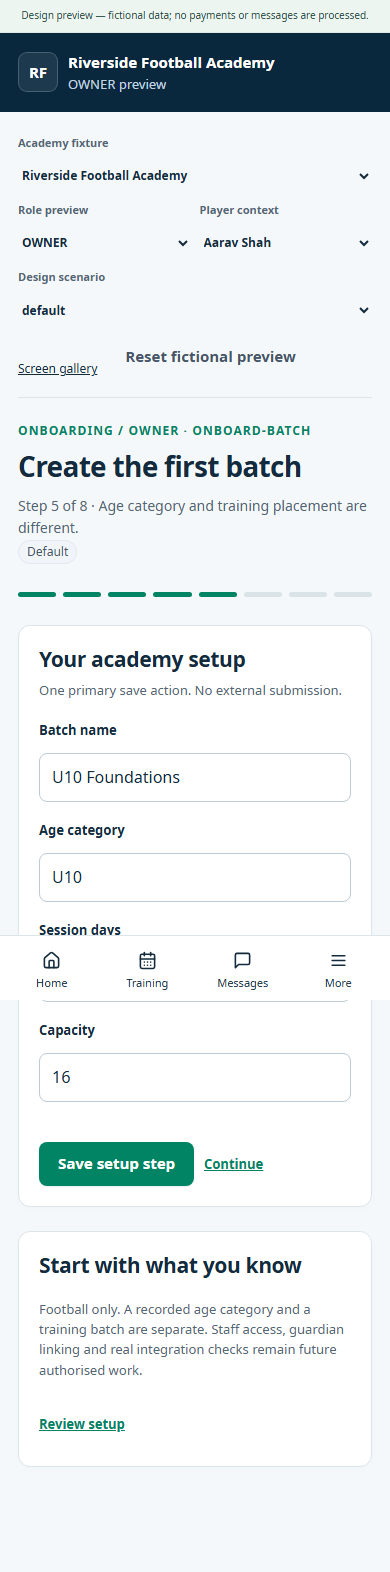 Design preview — fictional data; no payments or messages are processed.
RF
Riverside Football Academy
OWNER preview
Academy fixture
Riverside Football Academy
Role preview
Player context
OWNER
Aarav Shah
Design scenario
default
Screen gallery
Reset fictional preview
ONBOARDING / OWNER · ONBOARD-BATCH
Create the first batch
Step 5 of 8 · Age category and training placement are
different.
Default
Your academy setup
One primary save action. No external submission.
Batch name
U10 Foundations
Age category
U10
Session days
Home
Training
Messages
More
Capacity
16
Save setup step
Continue
Start with what you know
Football only. A recorded age category and a
training batch are separate. Staff access, guardian
linking and real integration checks remain future
authorised work.
Review setup